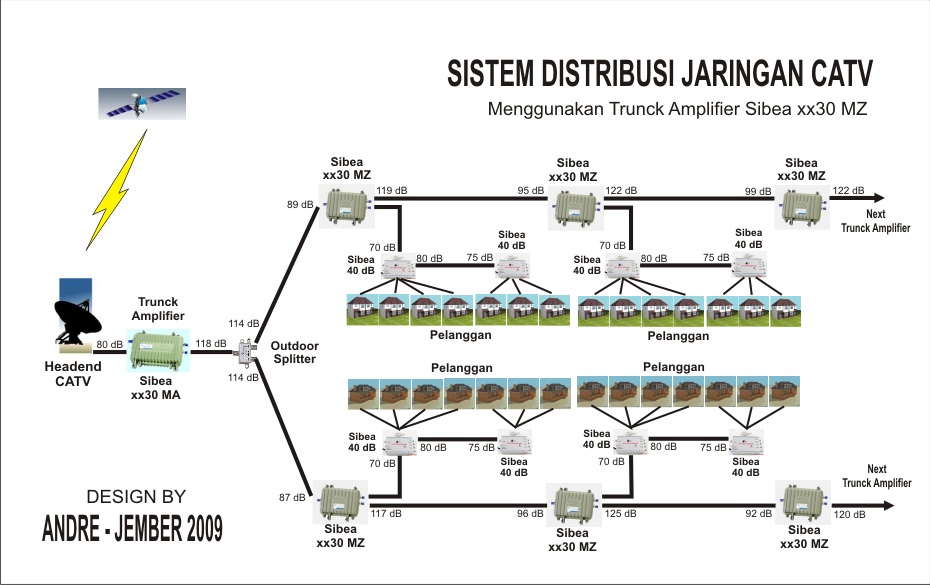 SISTEM DISTRIBUSI JARINGAN CATV
Menggunakan Trunck Amplifier Sibea xx30 MZ
Sibea
xx30 MZ
119 dB
89 dB
95 dB
Sibea
xx30 MZ
122 dB
99 dB
Sibea
xx30 MZ
122 dB
Next
Trunck Amplifier
70 dB
Sibea
40 dB
80 dB
75 dB
Sibea
40 dB
70 dB
Sibea
40 dB
80 dB
75 dB
Sibea
40 dB
Pelanggan
Pelanggan
Headend
CATV
80 dB
Trunck
Amplifier
Sibea
xx30 MA
118 dB
114 dB
114 dB
Outdoor
Splitter
Pelanggan
Pelanggan
Sibea
40 dB
70 dB
80 dB
75 dB
Sibea
40 dB
Sibea
40 dB
70 dB
80 dB
75 dB
Sibea
40 dB
87 dB
Sibea
xx30 MZ
117 dB
96 dB
Sibea
xx30 MZ
125 dB
92 dB
Sibea
xx30 MZ
120 dB
Next
Trunck Amplifier
DESIGN BY
ANDRE - JEMBER 2009